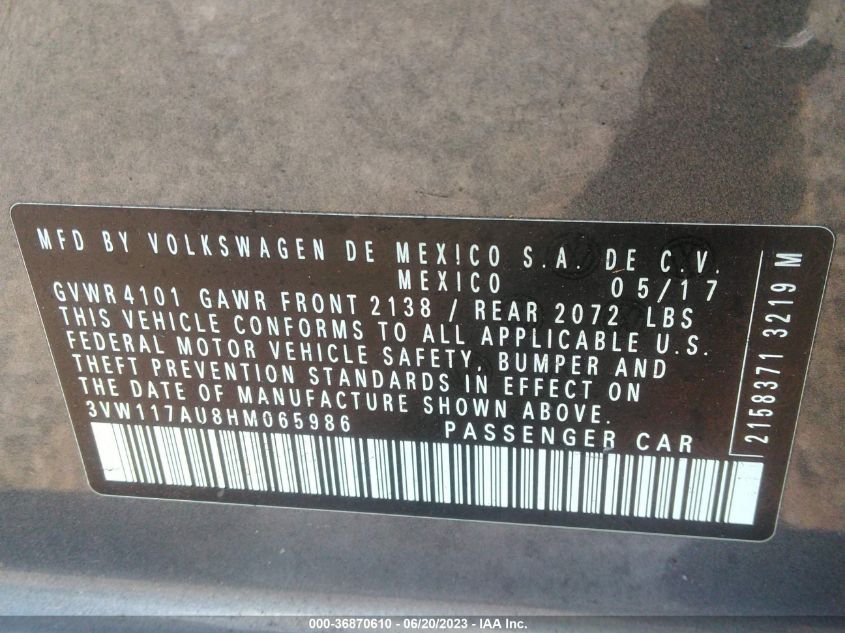 MFD BY VOLKSWAGEN DE MEXICO S.A. DE C.V.
MEXICO 05/17
GVWR 4101 GAWR FRONT 2138 / REAR 2072 LBS
THIS VEHICLE CONFORMS TO ALL APPLICABLE U.S.
FEDERAL MOTOR VEHICLE SAFETY, BUMPER AND
THEFT PREVENTION STANDARDS IN EFFECT ON
THE DATE OF MANUFACTURE SHOWN ABOVE.
3VW117AU8HM065986 PASSENGER CAR
2158371 3219 M
000-36870610 - 06/20/2023 - IAA Inc.